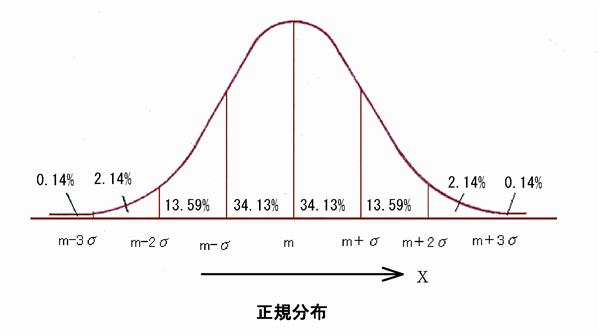 0.14% 2.14% 13.59% 34.13% 34.13% 13.59% 2.14% 0.14%
m-3σ m-2σ m-σ m m+σ m+2σ m+3σ
X
正規分布